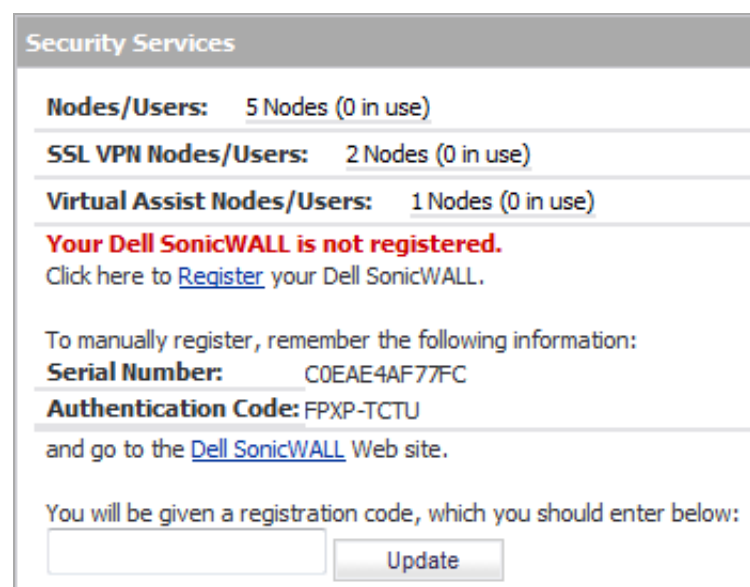 Security Services
Nodes/Users: 5 Nodes (0 in use)
SSL VPN Nodes/Users: 2 Nodes (0 in use)
Virtual Assist Nodes/Users: 1 Nodes (0 in use)
Your Dell SonicWALL is not registered.
Click here to Register your Dell SonicWALL.
To manually register, remember the following information:
Serial Number: C0EAE4AF77FC
Authentication Code: FPXP-TCTU
and go to the Dell SonicWALL Web site.
You will be given a registration code, which you should enter below:
Update